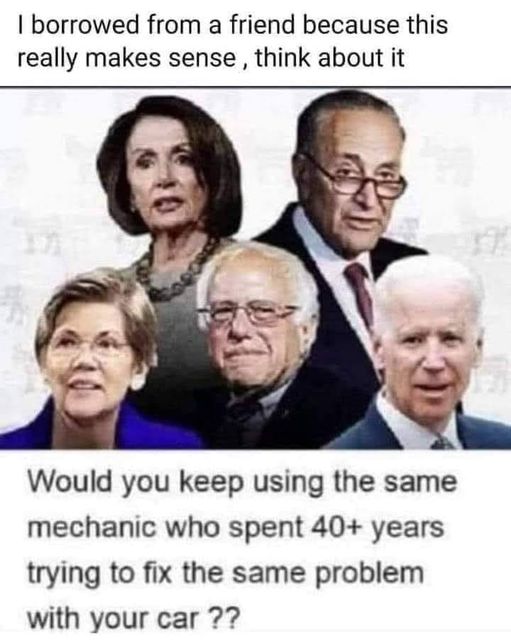 I borrowed from a friend because this
really makes sense , think about it
Would you keep using the same
mechanic who spent 40+ years
trying to fix the same problem
with your car ??